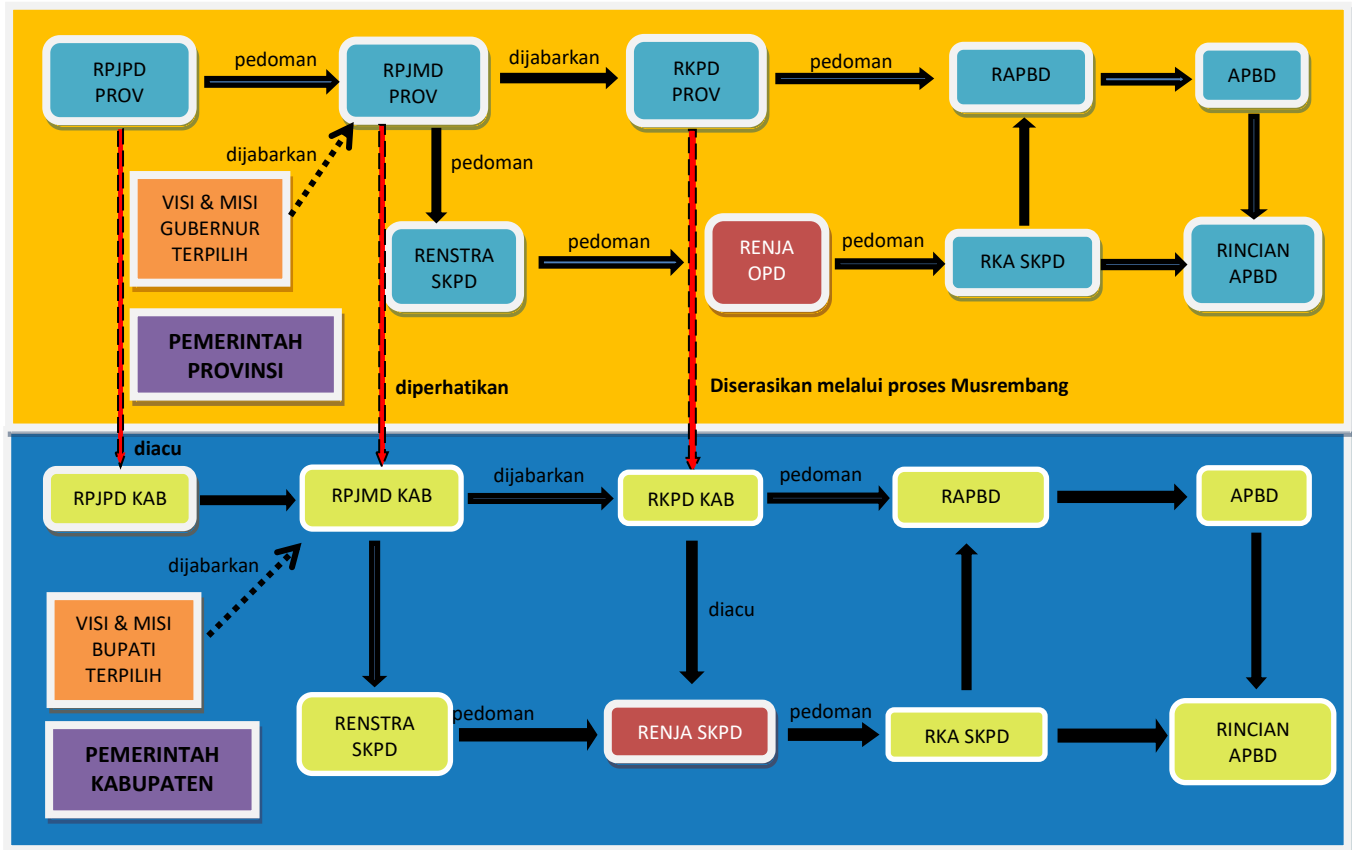 RPJPD
PROV
pedoman
RPJMD
PROV
dijabarkan
RKPD
PROV
pedoman
RAPBD
APBD
dijabarkan
pedoman
VISI & MISI
GUBERNUR
TERPILIH
RENSTRA
SKPD
pedoman
RENJA
OPD
pedoman
RKA SKPD
RINCIAN
APBD
PEMERINTAH
PROVINSI
diperhatikan
Diserasikan melalui proses Musrembang
diacu
RPJPD KAB
RPJMD KAB
dijabarkan
RKPD KAB
pedoman
RAPBD
APBD
dijabarkan
VISI & MISI
BUPATI
TERPILIH
diacu
RENSTRA
SKPD
pedoman
RENJA SKPD
pedoman
RKA SKPD
RINCIAN
APBD
PEMERINTAH
KABUPATEN